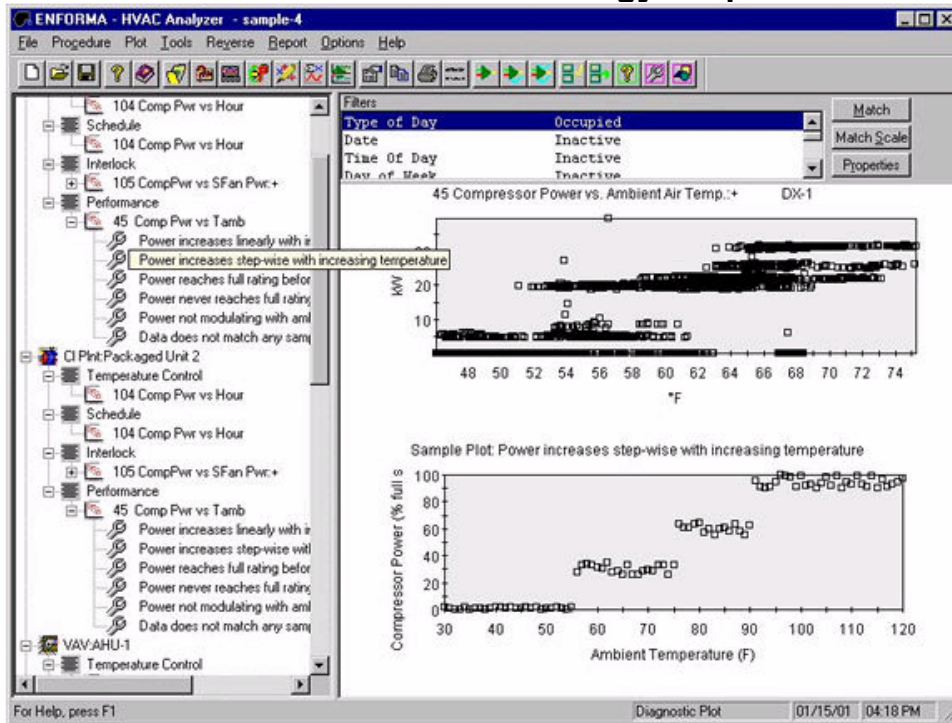 ENFORMA - HVAC Analyzer - sample-4
File Procedure Plot Tools Reverse Report Options Help
104 Comp Pwr vs Hour
Schedule
104 Comp Pwr vs Hour
Interlock
105 CompPwr vs SFan Pwr:+
Performance
45 Comp Pwr vs Tamb
Power increases linearly with in
Power increases step-wise with increasing temperature
Power reaches full rating befor
Power never reaches full rating
Power not modulating with aml
Data does not match any samp
CI Plnt:Packaged Unit 2
Temperature Control
104 Comp Pwr vs Hour
Schedule
104 Comp Pwr vs Hour
Interlock
105 CompPwr vs SFan Pwr:+
Performance
45 Comp Pwr vs Tamb
Power increases linearly with in
Power increases step-wise witl
Power reaches full rating befor
Power never reaches full rating
Power not modulating with aml
Data does not match any samp
VAV:AHU-1
Temperature Control
Filters
Type of Day Occupied
Date Inactive
Time Of Day Inactive
Day of Week Inactive
Match
Match Scale
Properties
45 Compressor Power vs. Ambient Air Temp.:+ DX-1
kW
20
10
48 50 52 54 56 58 60 62 64 66 68 70 72 74
°F
Sample Plot: Power increases step-wise with increasing temperature
Compressor Power (% full s
100
80
60
40
20
0
30 40 50 60 70 80 90 100 110 120
Ambient Temperature (F)
For Help, press F1
Diagnostic Plot 01/15/01 04:18 PM